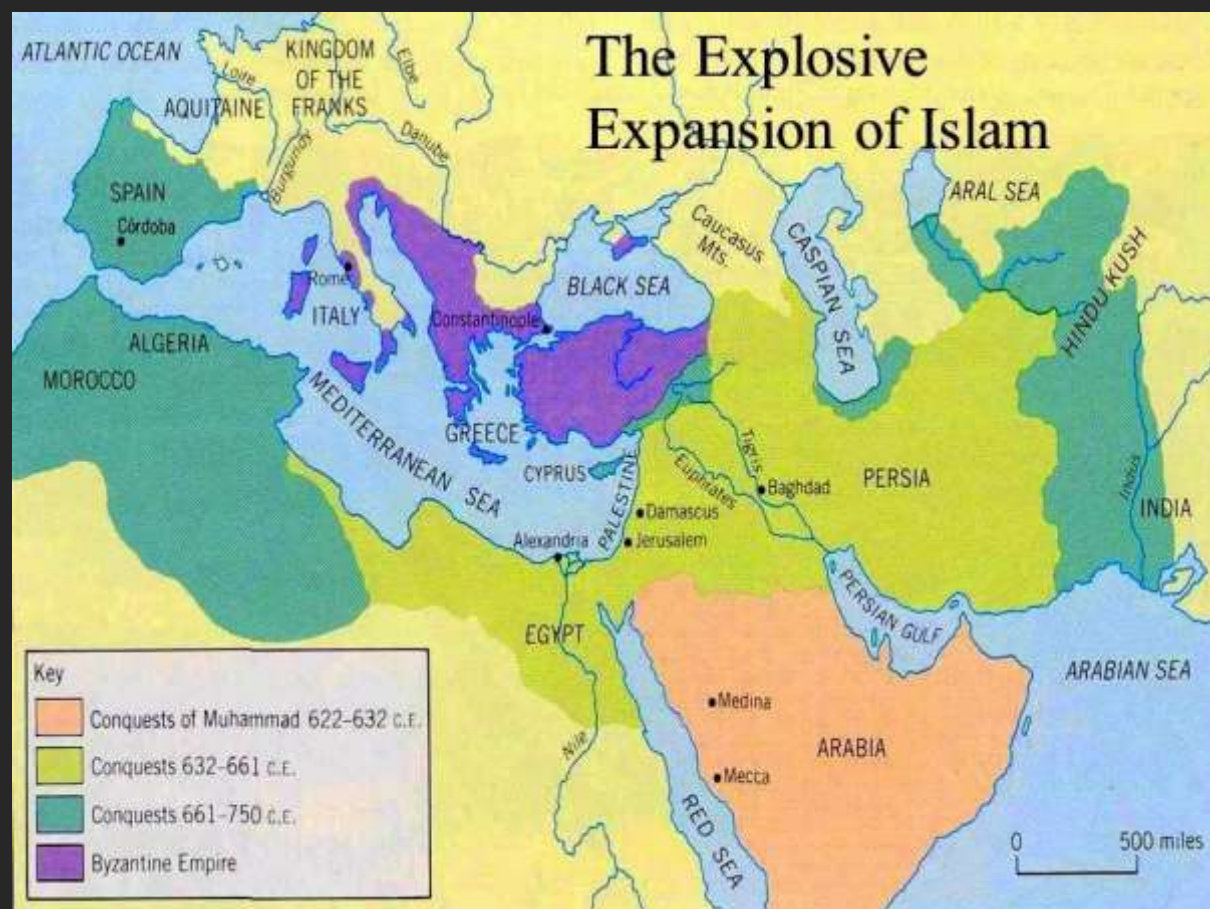 The Explosive
Expansion of Islam
ATLANTIC OCEAN
KINGDOM
OF THE
FRANKS
Loire
Elbe
AQUITAINE
Burgundy
Danube
SPAIN
Córdoba
Rome
ITALY
Constantinople
BLACK SEA
Caucasus
Mts.
CASPIAN SEA
ARAL SEA
HINDU KUSH
ALGERIA
MOROCCO
MEDITERRANEAN SEA
GREECE
CYPRUS
PALESTINE
Tigris
Euphrates
Baghdad
PERSIA
Indus
INDIA
Damascus
Jerusalem
Alexandria
EGYPT
Nile
PERSIAN GULF
ARABIAN SEA
Medina
Mecca
ARABIA
RED SEA
Key
Conquests of Muhammad 622–632 C.E.
Conquests 632–661 C.E.
Conquests 661–750 C.E.
Byzantine Empire
0 500 miles